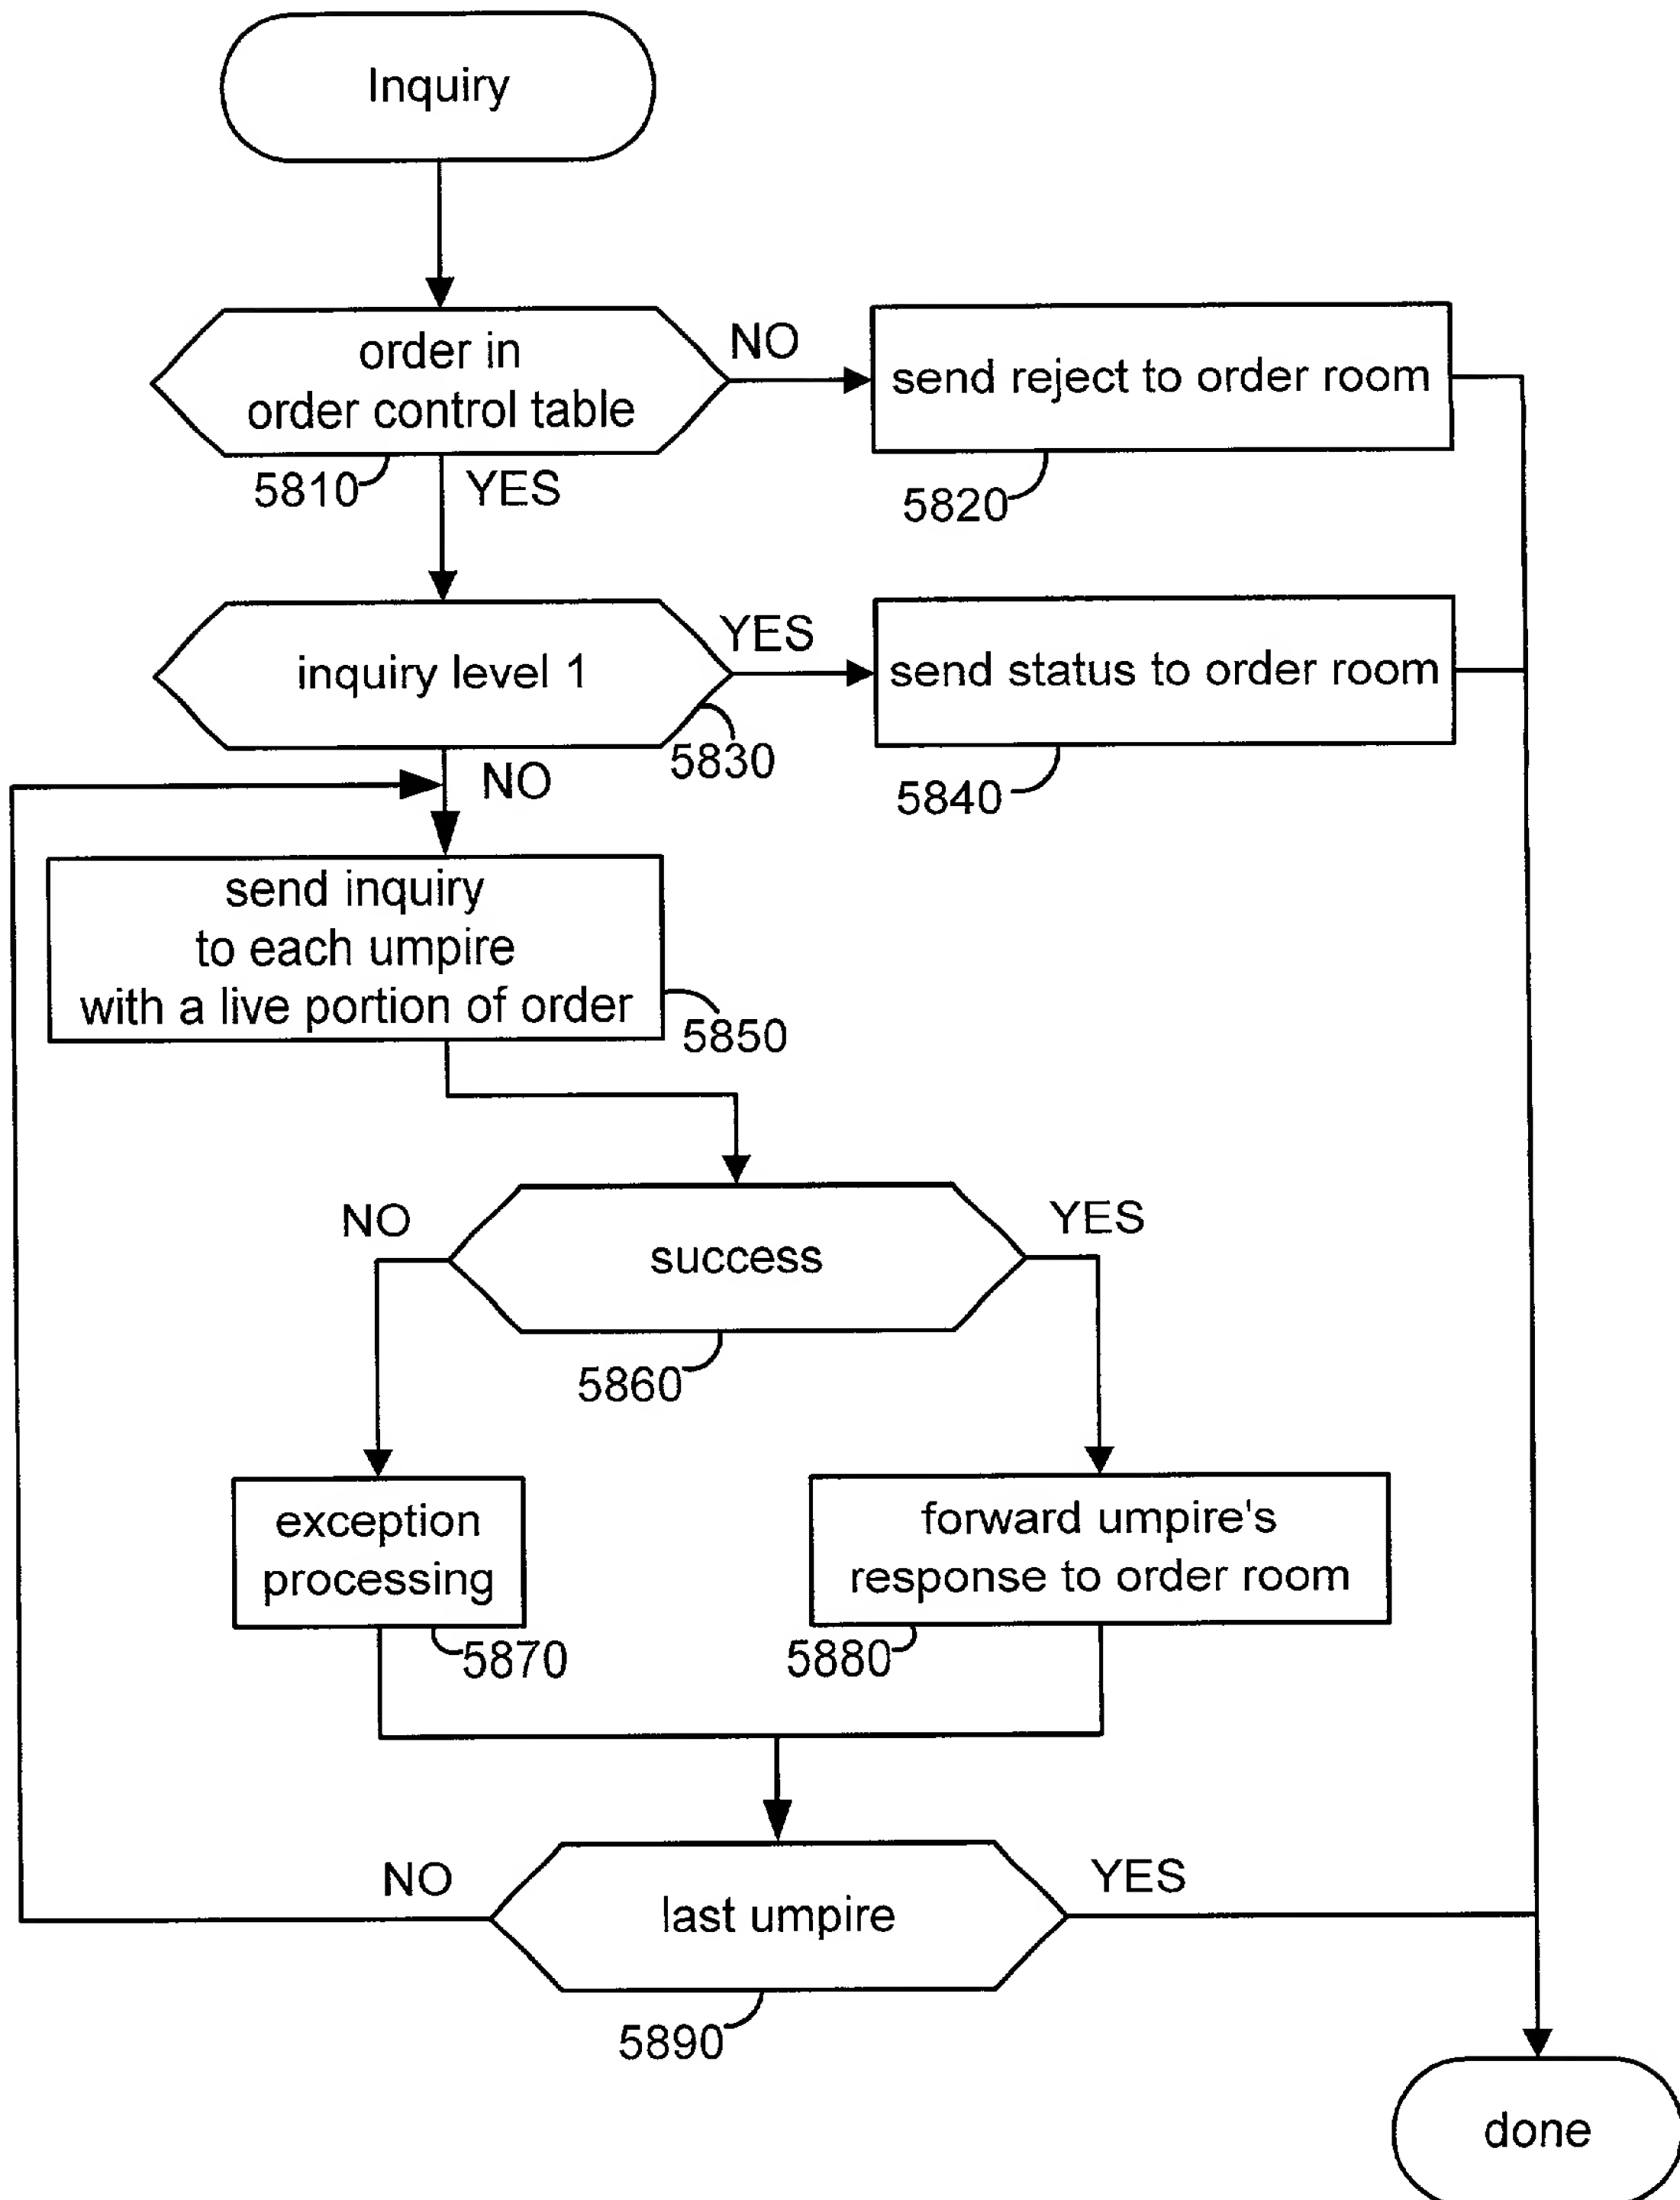 Inquiry
order in
order control table
NO
send reject to order room
5810
YES
5820
inquiry level 1
YES
send status to order room
5830
NO
5840
send inquiry
to each umpire
with a live portion of order
5850
NO
success
YES
5860
exception
processing
forward umpire's
response to order room
5870
5880
NO
last umpire
YES
5890
done